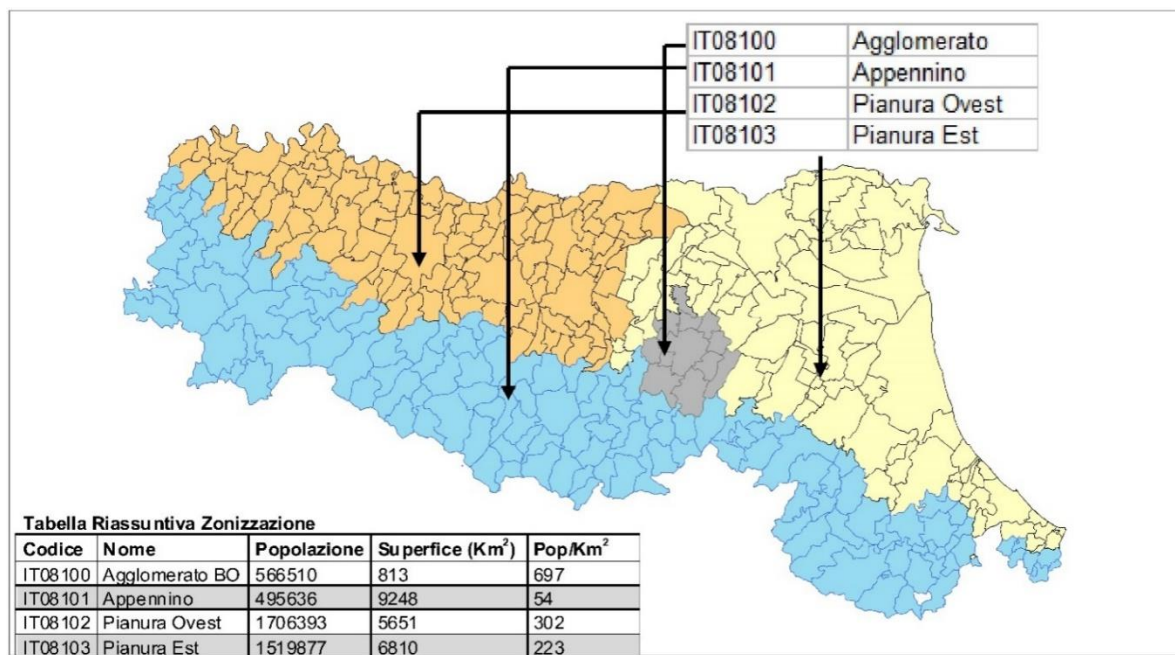 IT08100 Agglomerato
IT08101 Appennino
IT08102 Pianura Ovest
IT08103 Pianura Est
Tabella Riassuntiva Zonizzazione
Codice Nome Popolazione Superfice (Km²) Pop/Km²
IT08100 Agglomerato BO 566510 813 697
IT08101 Appennino 495636 9248 54
IT08102 Pianura Ovest 1706393 5651 302
IT08103 Pianura Est 1519877 6810 223